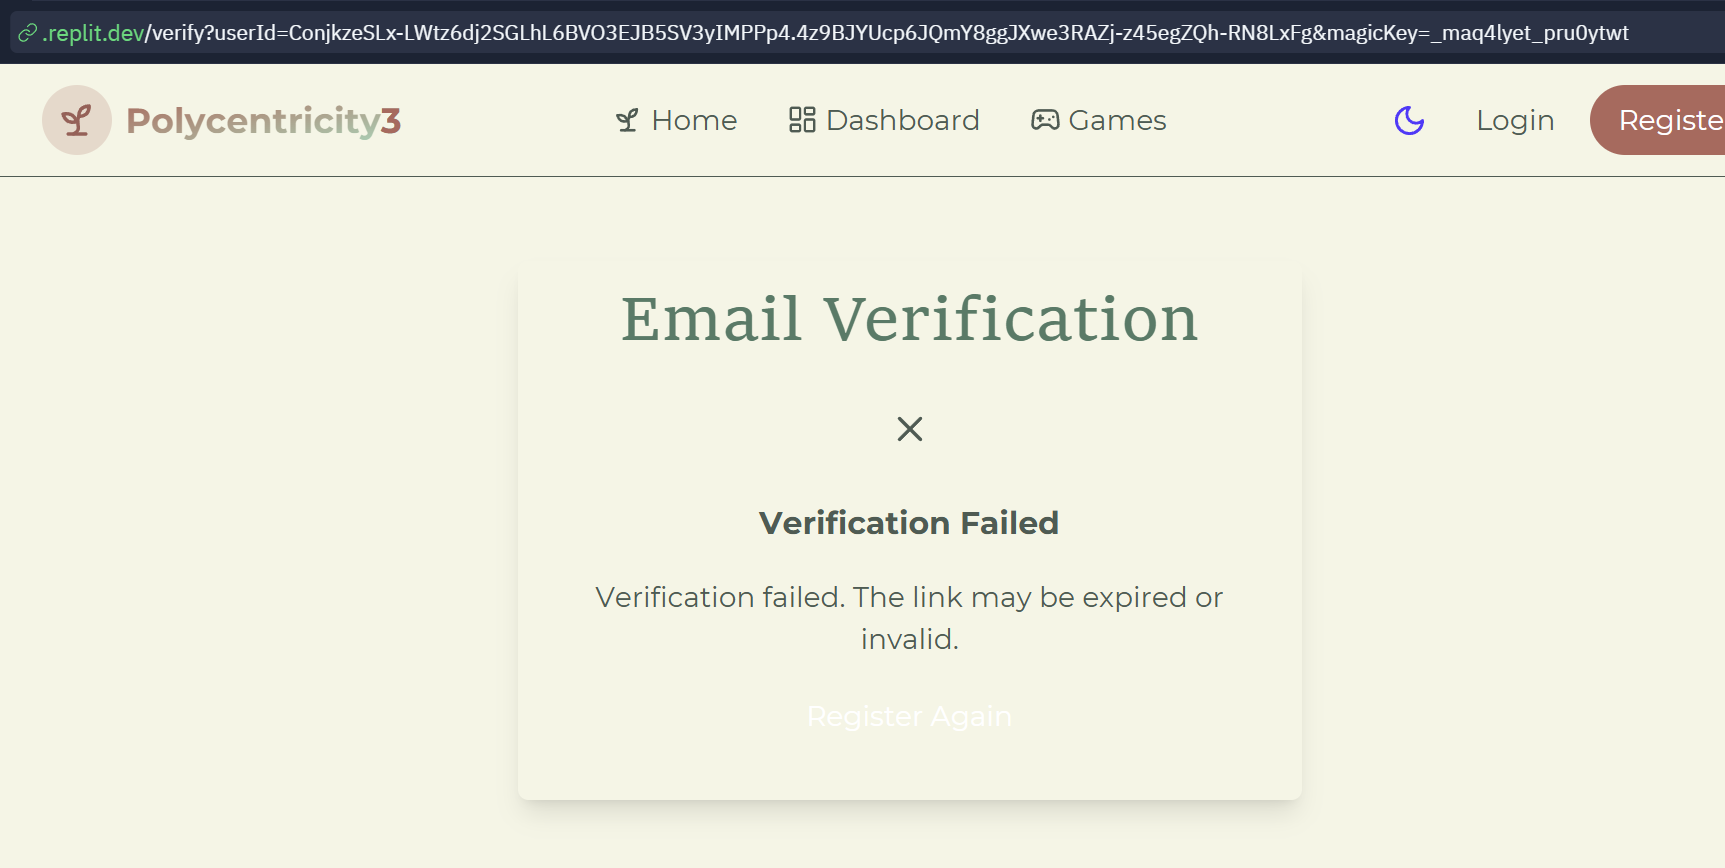 .replit.dev/verify?userId=ConjkzeSLx-LWtz6dj2SGLhL6BVO3EJB5SV3yIMPPp4.4z9BJYUcp6JQmY8ggJXwe3RAZj-z45egZQh-RN8LxFg&magicKey=_maq4lyet_pru0ytwt
Polycentricity3 Home Dashboard Games Login Registe
Email Verification
Verification Failed
Verification failed. The link may be expired or
invalid.
Register Again